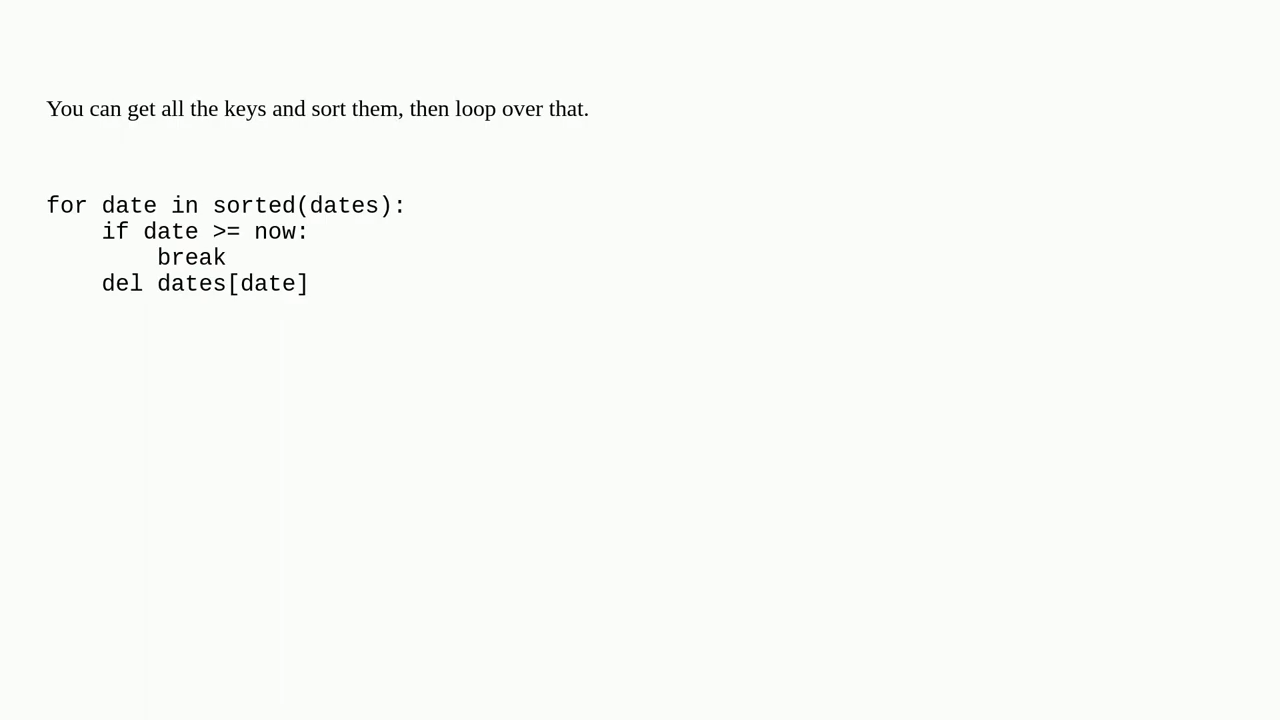 You can get all the keys and sort them, then loop over that.
for date in sorted(dates):
    if date >= now:
        break
    del dates[date]